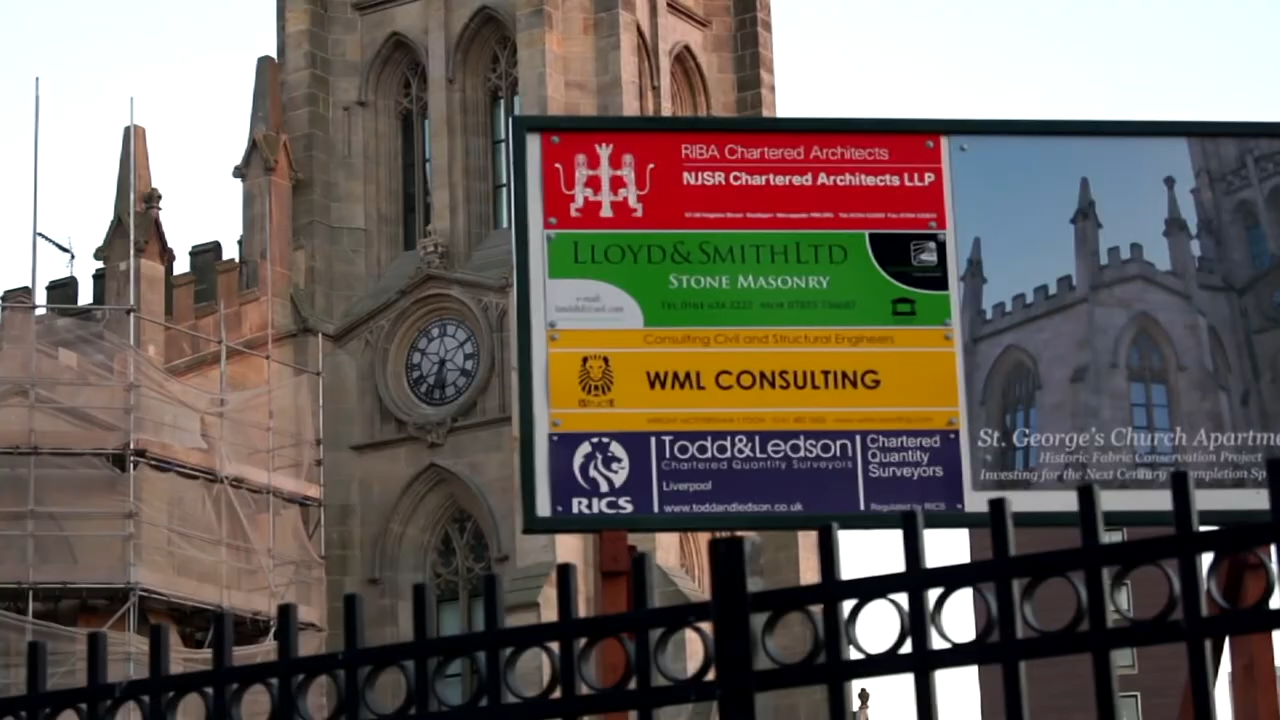 RIBA Chartered Architects
NJSR Chartered Architects LLP
LLOYD & SMITH LTD
STONE MASONRY
e-mail:
Consulting Civil and Structural Engineers
WML CONSULTING
IStructE
RICS
Todd&Ledson
Chartered Quantity Surveyors
Liverpool
www.toddandledson.co.uk
Chartered
Quantity
Surveyors
Regulated by RICS
St. George's Church Apartme
Historic Fabric Conservation Project
Investing for the Next Century